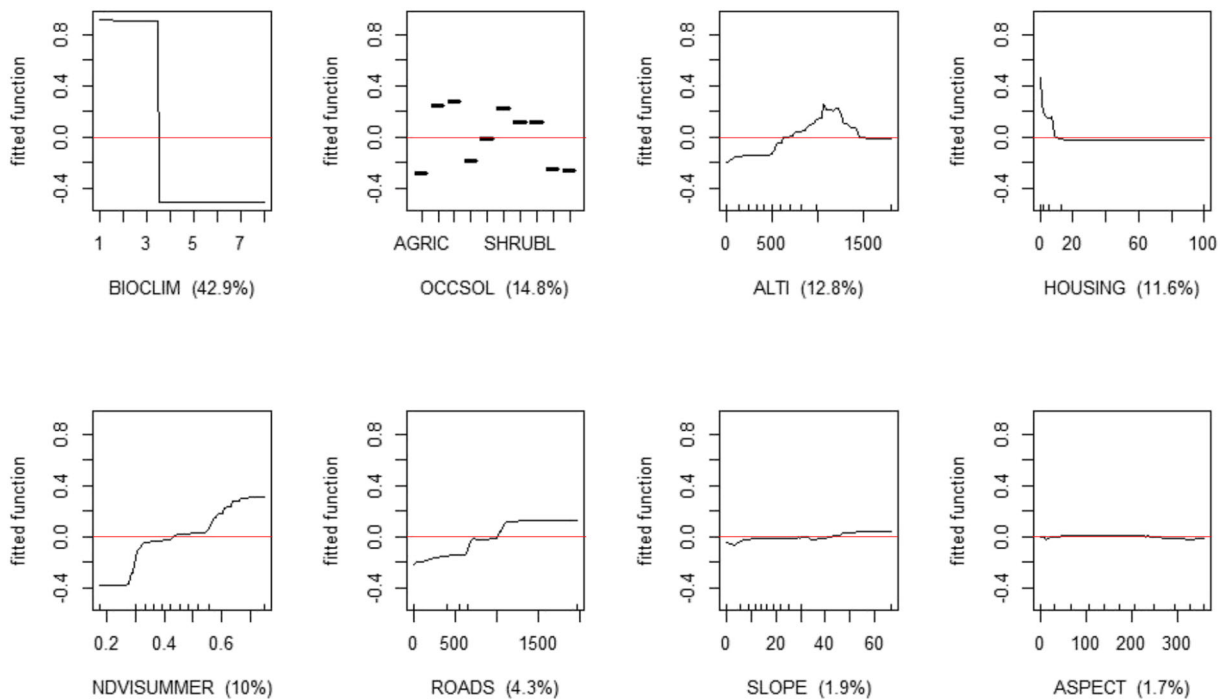 fitted function
-0.4 0.0 0.4 0.8
1 3 5 7
BIOCLIM (42.9%)
fitted function
-0.4 0.0 0.4 0.8
AGRIC SHRUBL
OCCSOL (14.8%)
fitted function
-0.4 0.0 0.4 0.8
0 500 1500
ALTI (12.8%)
fitted function
-0.4 0.0 0.4 0.8
0 20 60 100
HOUSING (11.6%)
fitted function
-0.4 0.0 0.4 0.8
0.2 0.4 0.6
NDVISUMMER (10%)
fitted function
-0.4 0.0 0.4 0.8
0 500 1500
ROADS (4.3%)
fitted function
-0.4 0.0 0.4 0.8
0 20 40 60
SLOPE (1.9%)
fitted function
-0.4 0.0 0.4 0.8
0 100 200 300
ASPECT (1.7%)